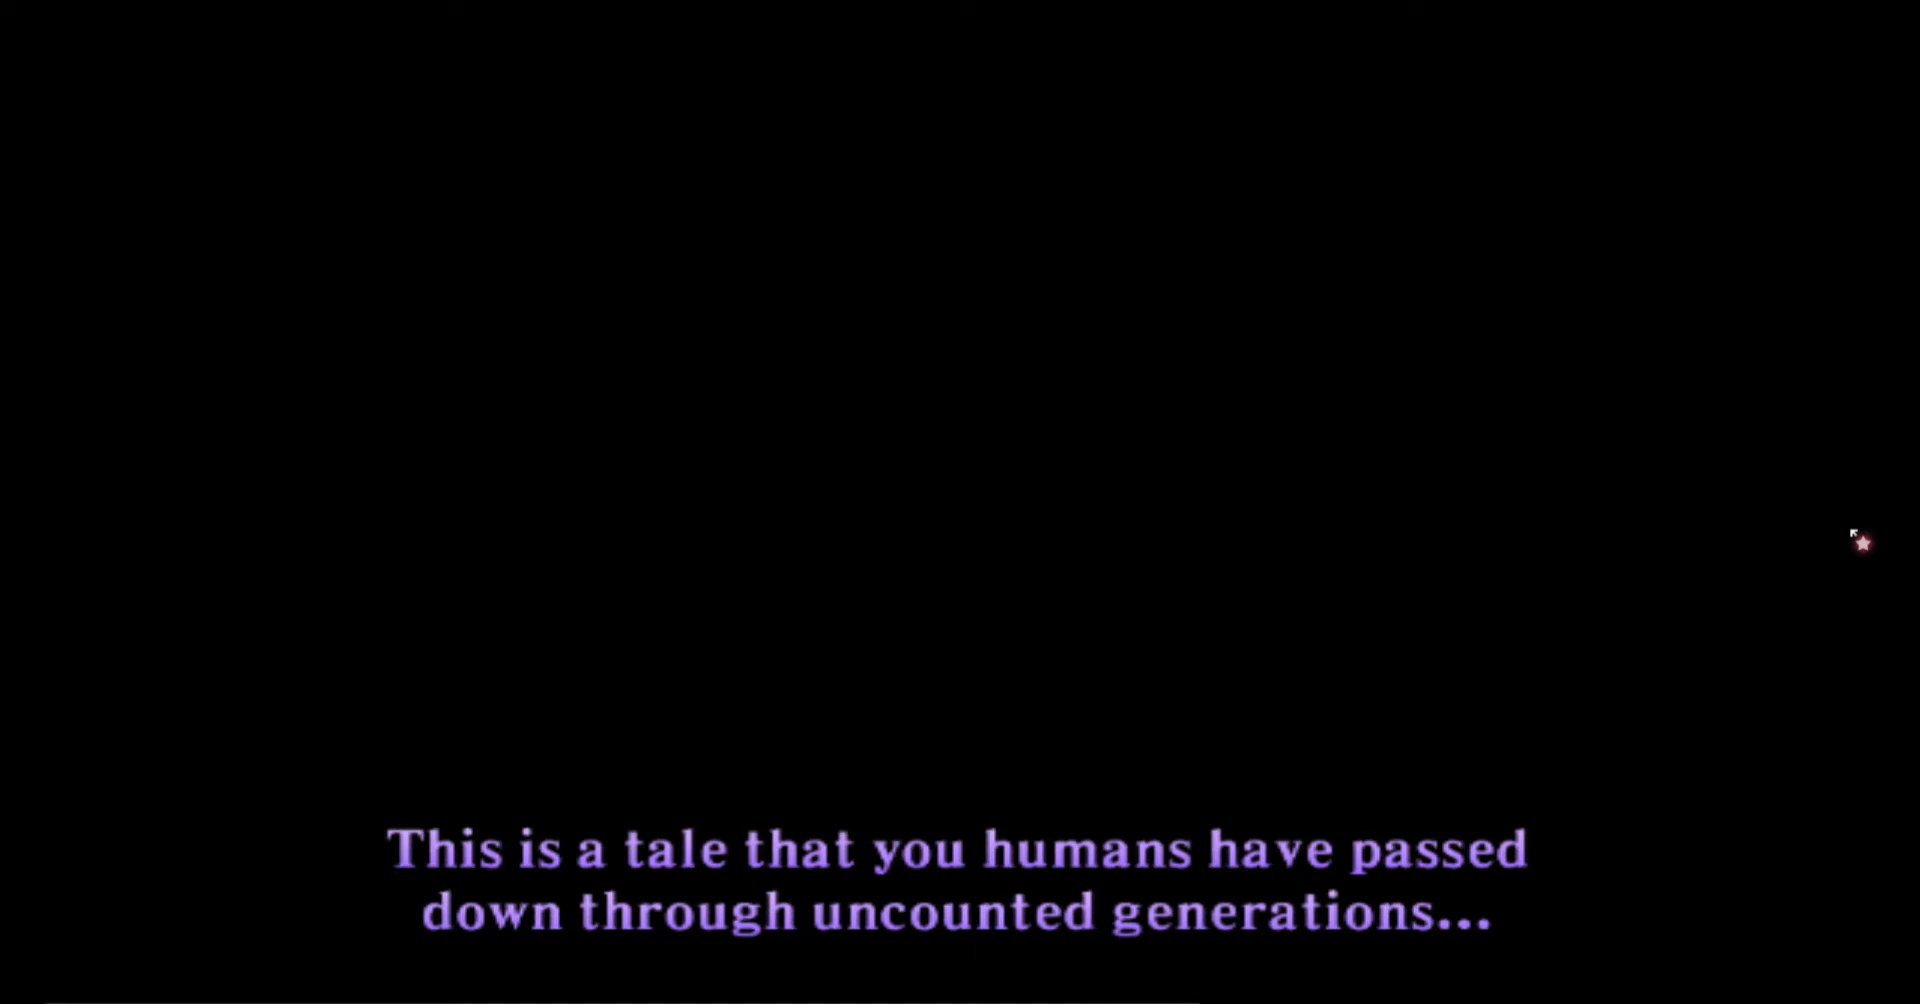 This is a tale that you humans have passed
down through uncounted generations...